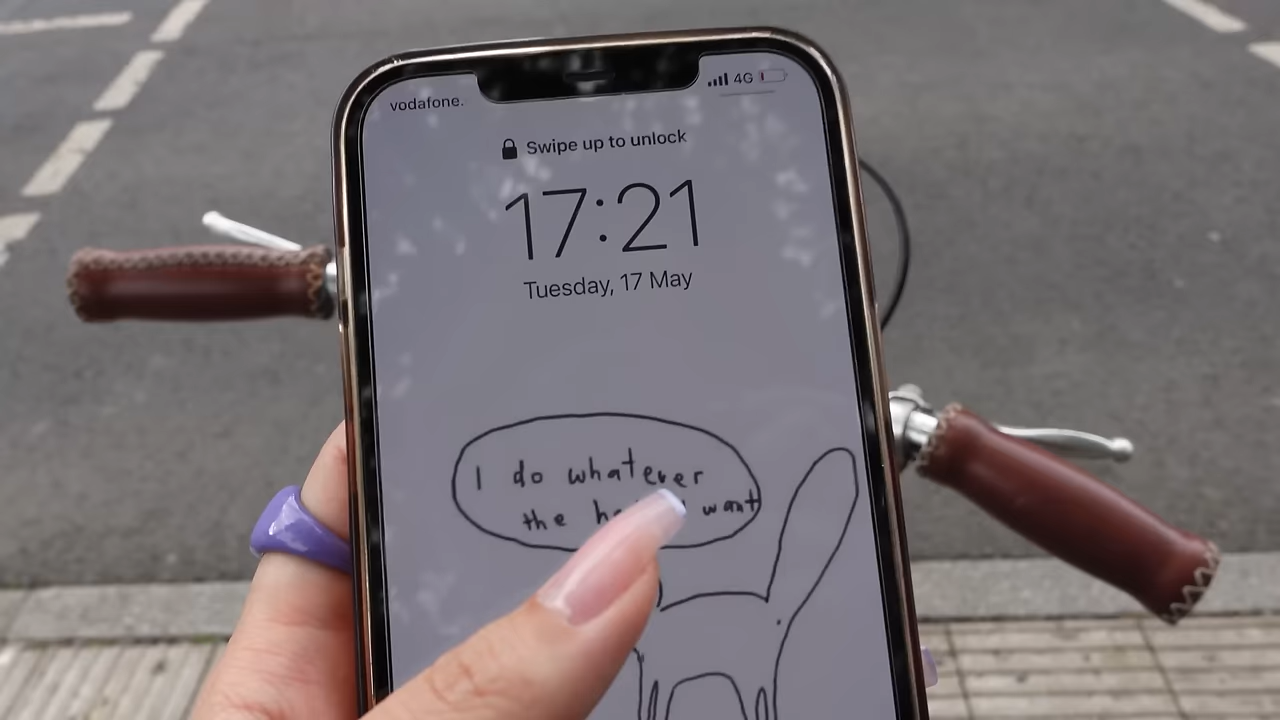 vodafone. 4G
Swipe up to unlock
17:21
Tuesday, 17 May
I do whatever
the want